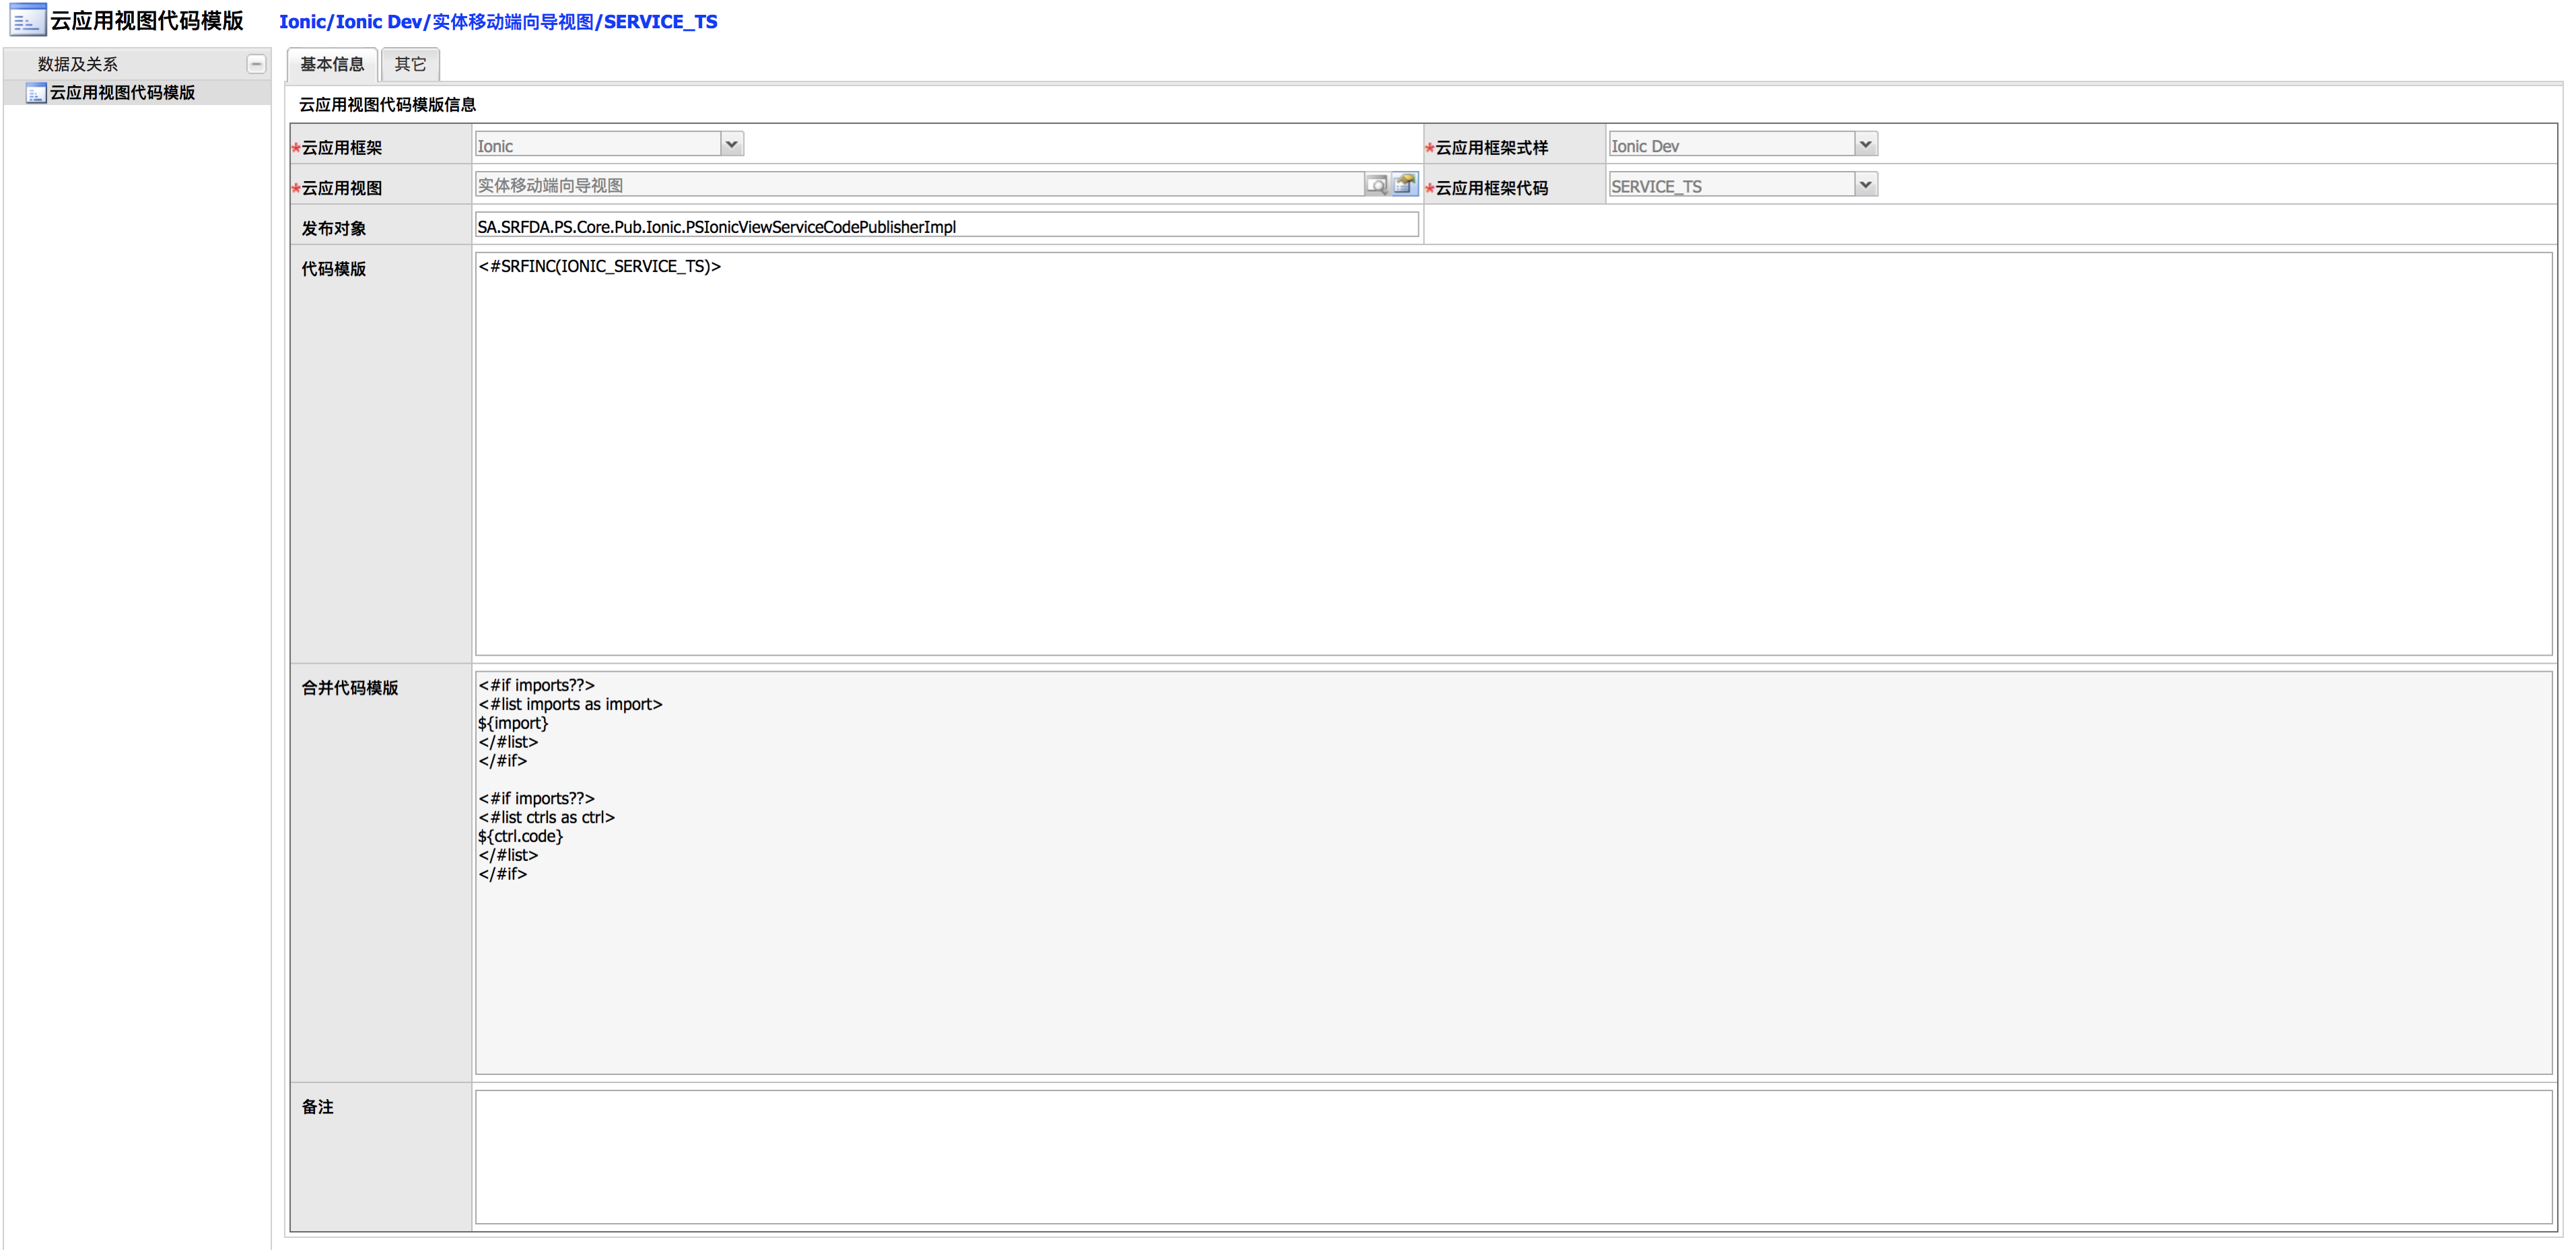 云应用视图代码模版
Ionic/Ionic Dev/实体移动端向导视图/SERVICE_TS
数据及关系
云应用视图代码模版
基本信息
其它
云应用视图代码模版信息
*云应用框架
Ionic
*云应用框架式样
Ionic Dev
*云应用视图
实体移动端向导视图
*云应用框架代码
SERVICE_TS
发布对象
SA.SRFDA.PS.Core.Pub.Ionic.PSIonicViewServiceCodePublisherImpl
代码模版
<#SRFINC(IONIC_SERVICE_TS)>
合并代码模版
<#if imports??>
<#list imports as import>
${import}
</#list>
</#if>
<#if imports??>
<#list ctrls as ctrl>
${ctrl.code}
</#list>
</#if>
备注